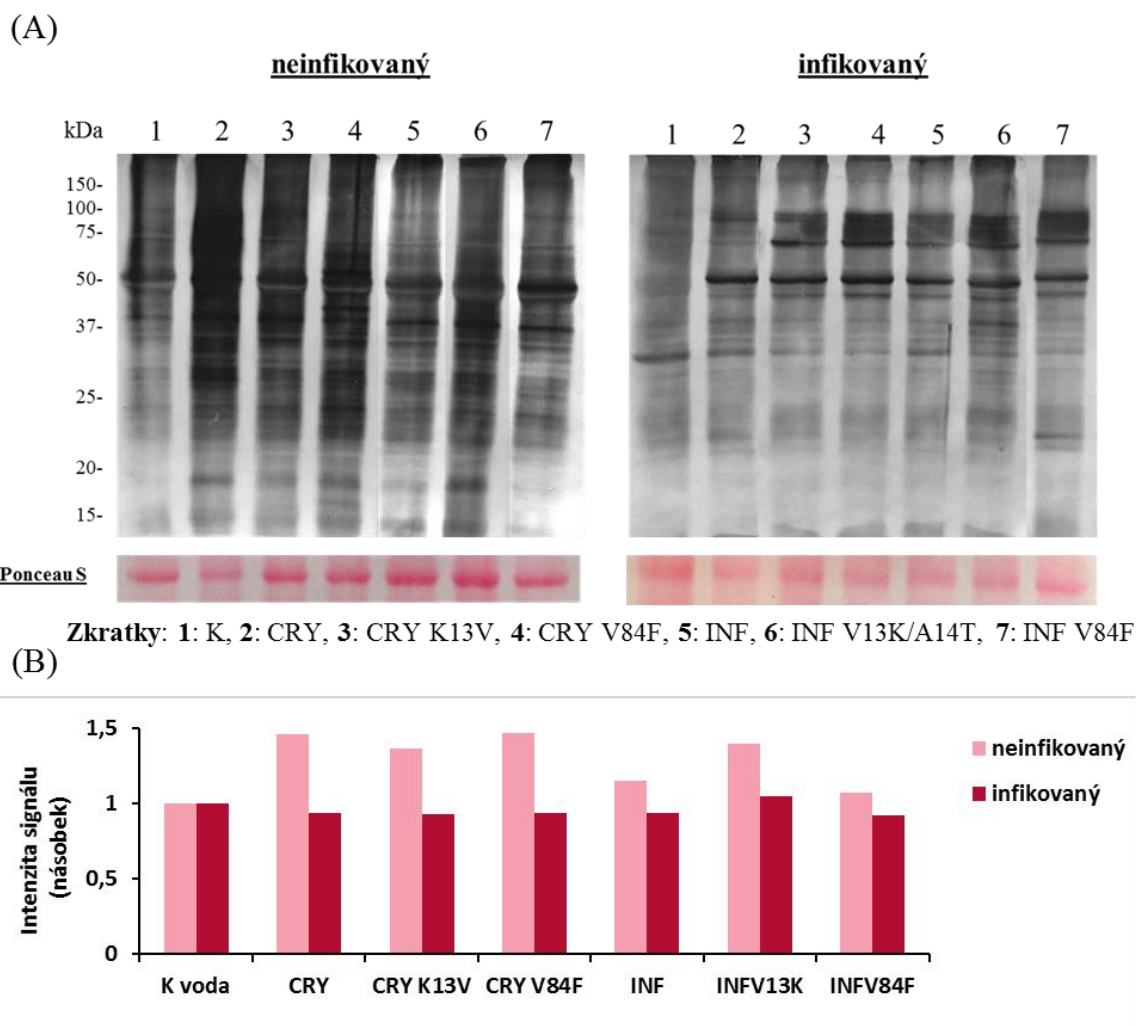 (A)
neinfikovaný
infikovaný
kDa 1 2 3 4 5 6 7
1 2 3 4 5 6 7
150-
100-
75-
50-
37-
25-
20-
15-
Ponceau S
Zkratky: 1: K, 2: CRY, 3: CRY K13V, 4: CRY V84F, 5: INF, 6: INF V13K/A14T, 7: INF V84F
(B)
Intenzita signálu
(násobek)
1,5
1
0,5
0
K voda CRY CRY K13V CRY V84F INF INFV13K INFV84F
neinfikovaný
infikovaný